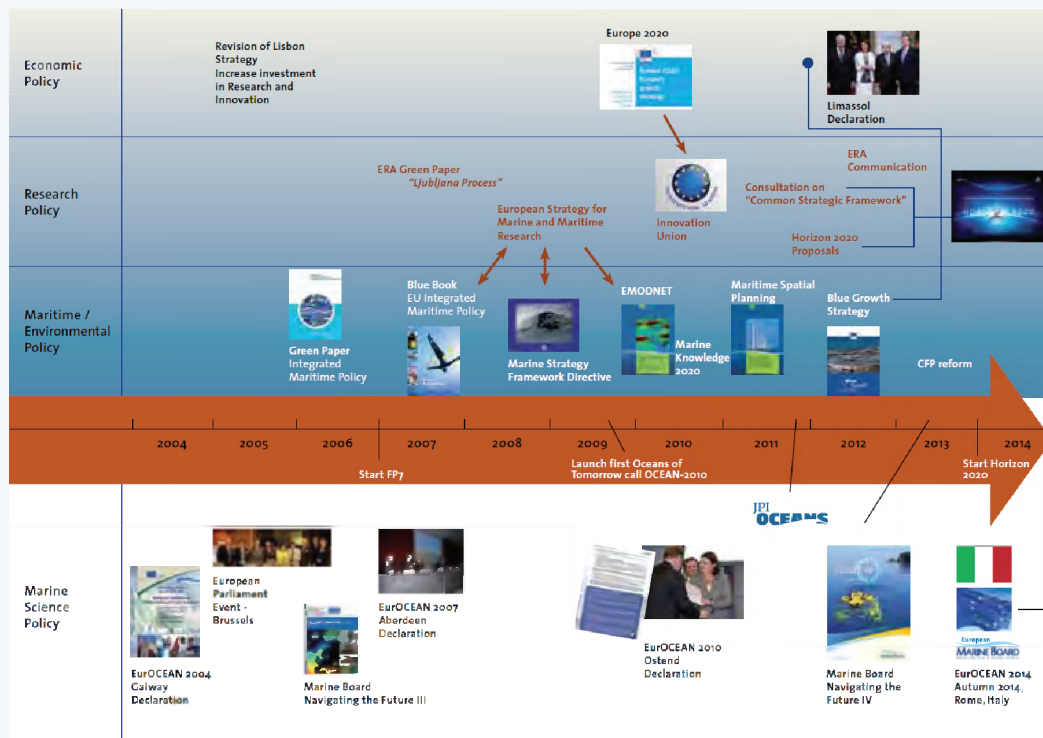 Economic
Policy
Revision of Lisbon
Strategy
Increase investment
in Research and
Innovation
Europe 2020
Limassol
Declaration
Research
Policy
ERA Green Paper
"Ljubljana Process"
European Strategy for
Marine and Maritime
Research
Innovation
Union
ERA
Communication
Consultation on
"Common Strategic Framework"
Horizon 2020
Proposals
Maritime /
Environmental
Policy
Green Paper
Integrated
Maritime Policy
Blue Book
EU Integrated
Maritime Policy
Marine Strategy
Framework Directive
EMODNET
Marine
Knowledge
2020
Maritime Spatial
Planning
Blue Growth
Strategy
CFP reform
2004
2005
2006
2007
2008
2009
2010
2011
2012
2013
2014
Start FP7
Launch first Oceans of
Tomorrow call OCEAN-2010
Start Horizon
2020
JPI
OCEANS
Marine
Science
Policy
EurOCEAN 2004
Galway
Declaration
European
Parliament
Event -
Brussels
Marine Board
Navigating the Future III
EurOCEAN 2007
Aberdeen
Declaration
EurOCEAN 2010
Ostend
Declaration
Marine Board
Navigating the
Future IV
European
MARINE BOARD
EurOCEAN 2014
Autumn 2014,
Rome, Italy